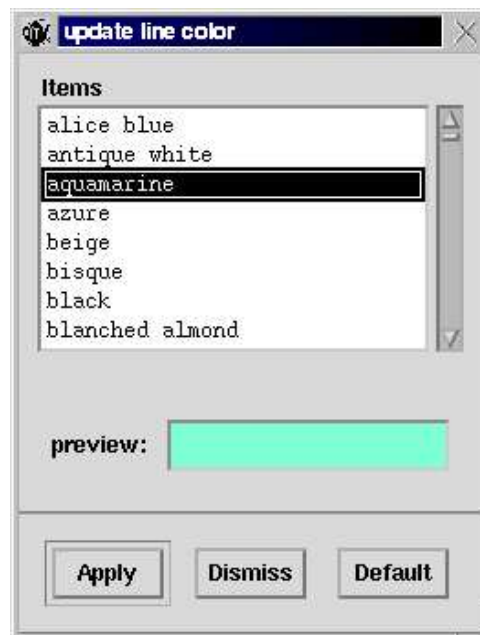 update line color
Items
alice blue
antique white
aquamarine
azure
beige
bisque
black
blanched almond
preview:
Apply Dismiss Default